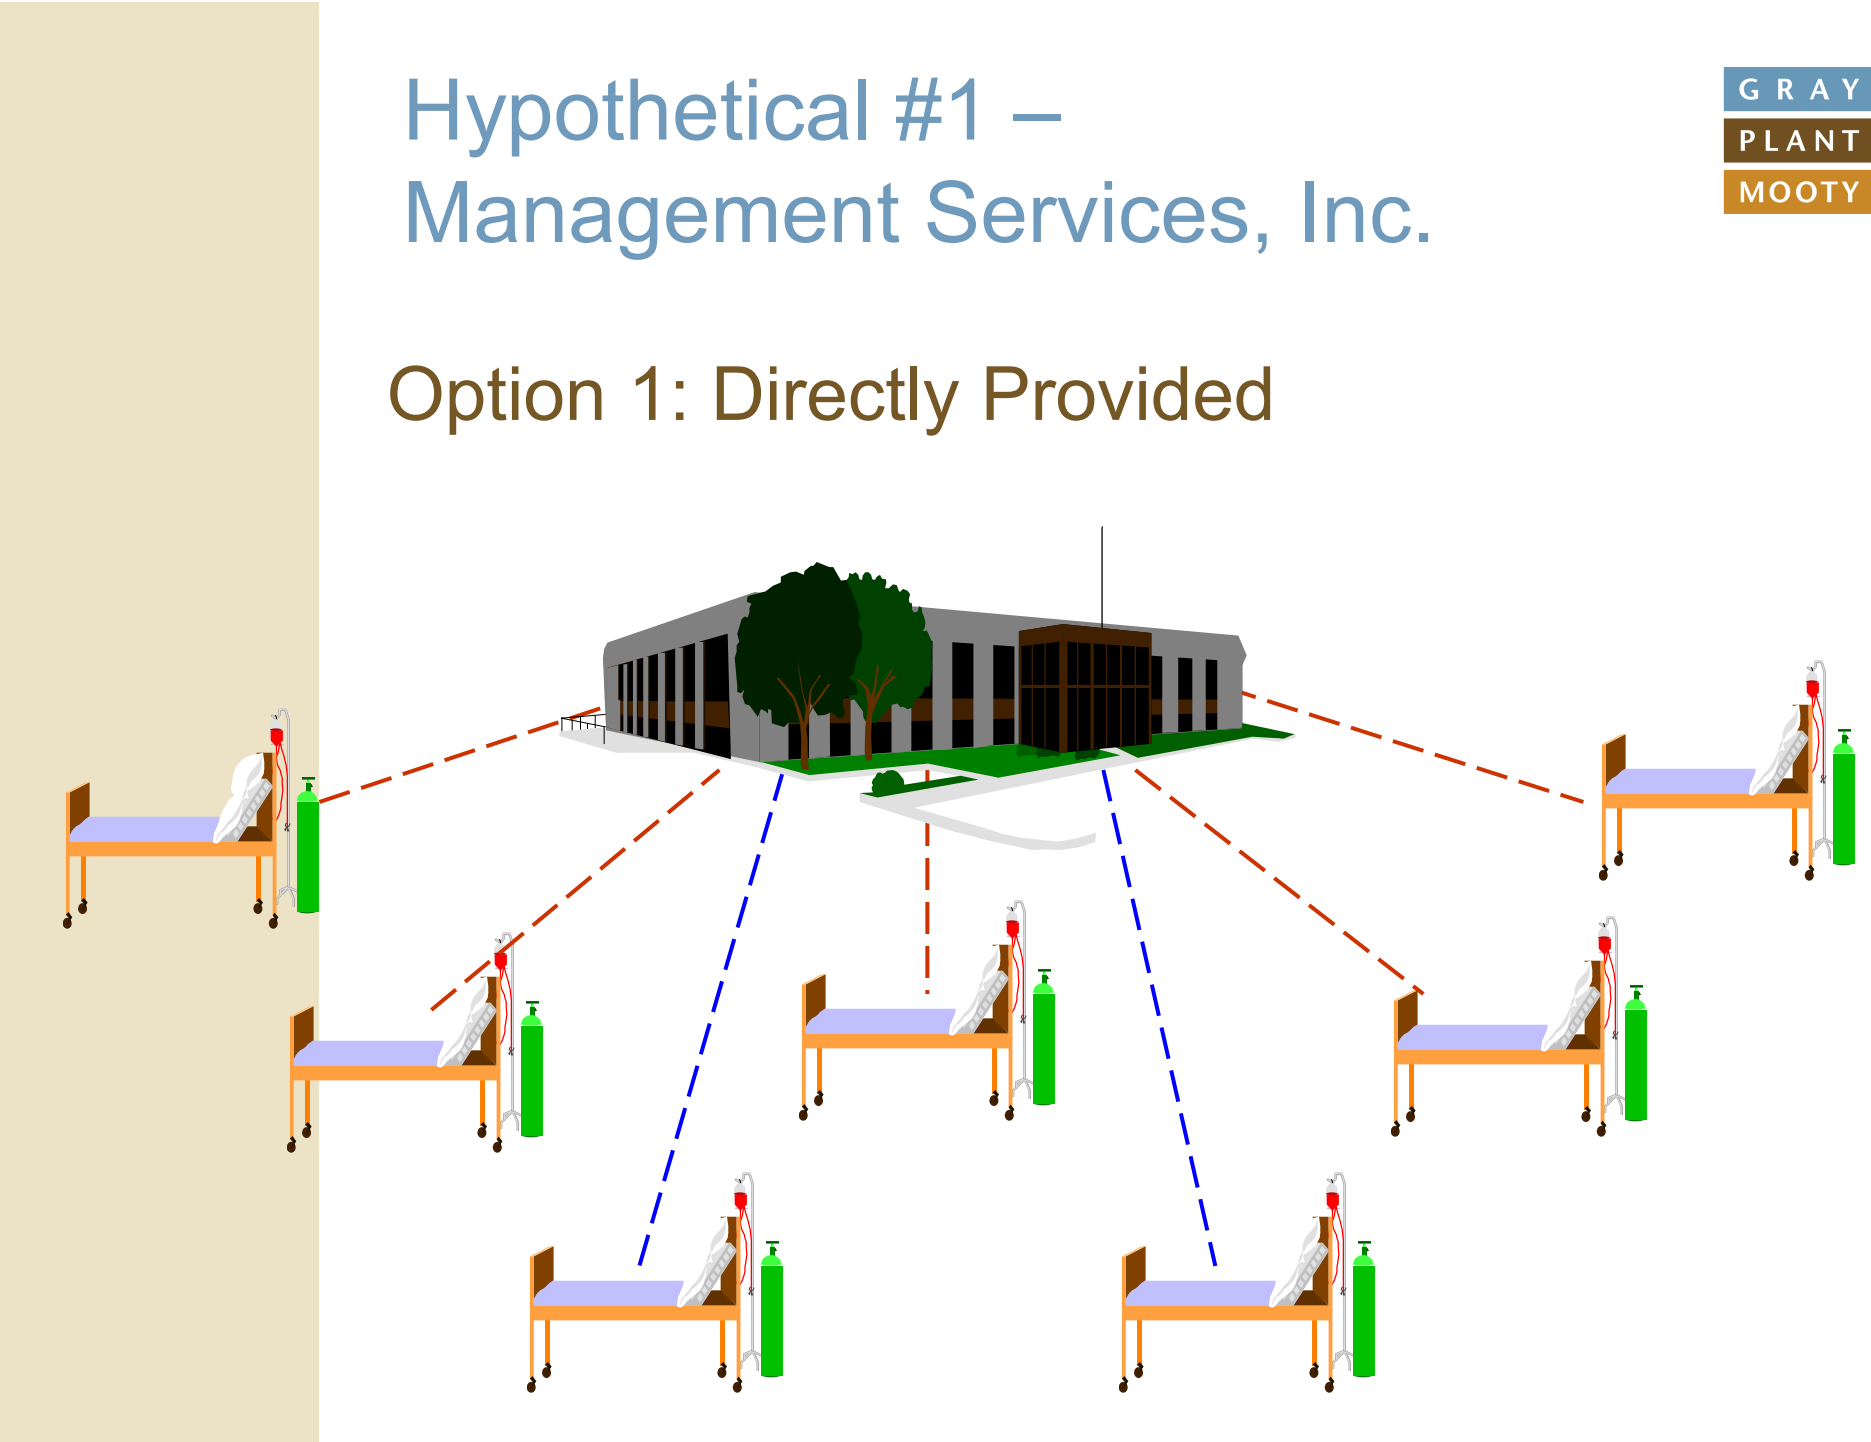 Hypothetical #1 –
Management Services, Inc.
GRAY
PLANT
MOOTY
Option 1: Directly Provided